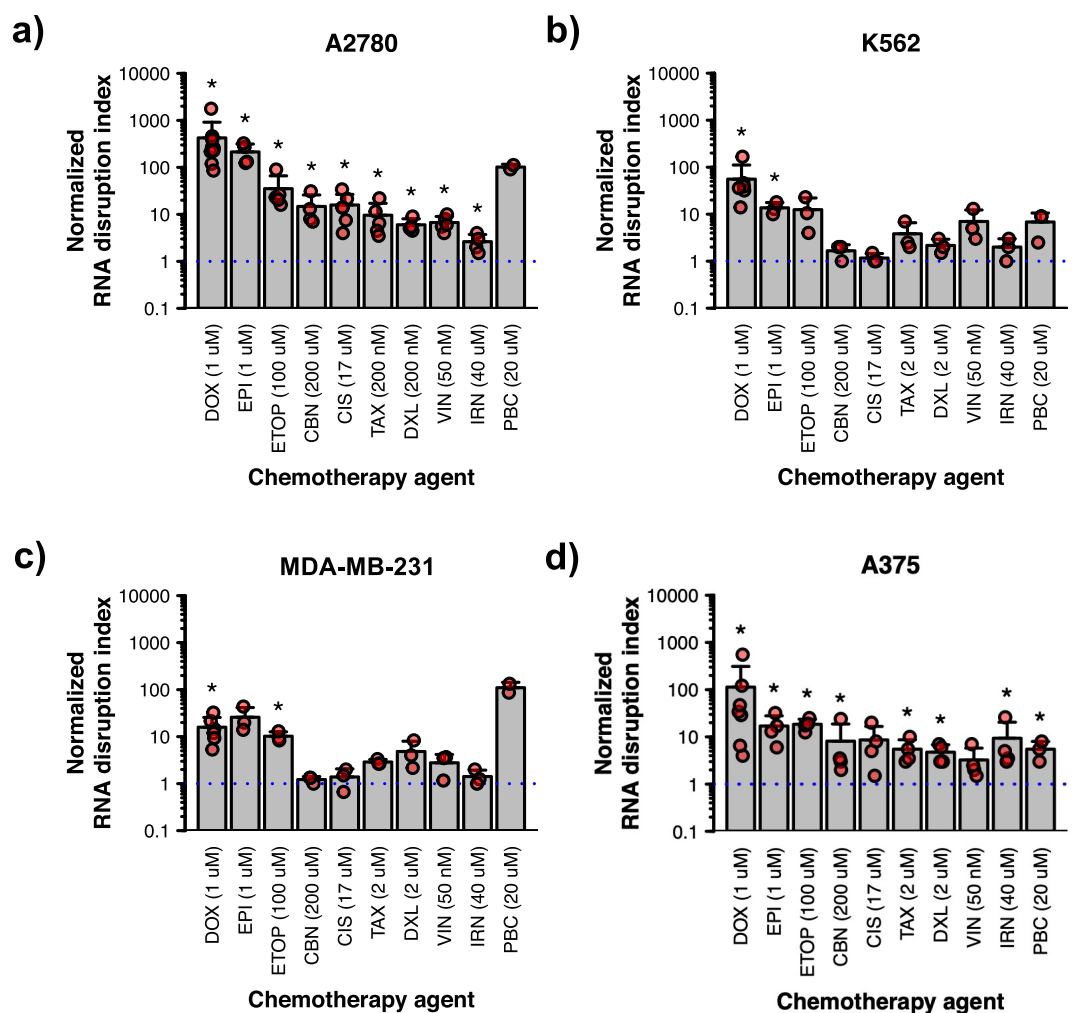 a)
A2780
Normalized
RNA disruption index
10000
1000
100
10
1
0.1
* * * * * * * * *
DOX (1 uM)
EPI (1 uM)
ETOP (100 uM)
CBN (200 uM)
CIS (17 uM)
TAX (200 nM)
DXL (200 nM)
VIN (50 nM)
IRN (40 uM)
PBC (20 uM)
Chemotherapy agent
b)
K562
Normalized
RNA disruption index
10000
1000
100
10
1
0.1
* *
DOX (1 uM)
EPI (1 uM)
ETOP (100 uM)
CBN (200 uM)
CIS (17 uM)
TAX (2 uM)
DXL (2 uM)
VIN (50 nM)
IRN (40 uM)
PBC (20 uM)
Chemotherapy agent
c)
MDA-MB-231
Normalized
RNA disruption index
10000
1000
100
10
1
0.1
* *
DOX (1 uM)
EPI (1 uM)
ETOP (100 uM)
CBN (200 uM)
CIS (17 uM)
TAX (2 uM)
DXL (2 uM)
VIN (50 nM)
IRN (40 uM)
PBC (20 uM)
Chemotherapy agent
d)
A375
Normalized
RNA disruption index
10000
1000
100
10
1
0.1
* * * * * * * *
DOX (1 uM)
EPI (1 uM)
ETOP (100 uM)
CBN (200 uM)
CIS (17 uM)
TAX (2 uM)
DXL (2 uM)
VIN (50 nM)
IRN (40 uM)
PBC (20 uM)
Chemotherapy agent